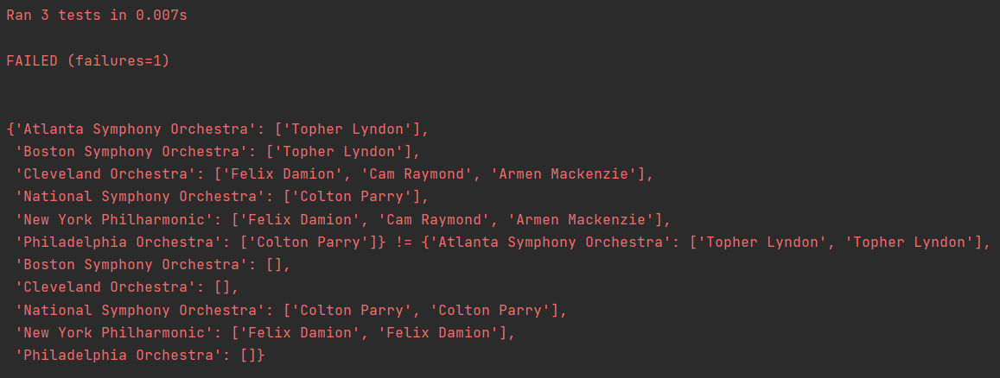 Ran 3 tests in 0.007s
FAILED (failures=1)
{'Atlanta Symphony Orchestra': ['Topher Lyndon'],
 'Boston Symphony Orchestra': ['Topher Lyndon'],
 'Cleveland Orchestra': ['Felix Damion', 'Cam Raymond', 'Armen Mackenzie'],
 'National Symphony Orchestra': ['Colton Parry'],
 'New York Philharmonic': ['Felix Damion', 'Cam Raymond', 'Armen Mackenzie'],
 'Philadelphia Orchestra': ['Colton Parry']} != {'Atlanta Symphony Orchestra': ['Topher Lyndon', 'Topher Lyndon'],
 'Boston Symphony Orchestra': [],
 'Cleveland Orchestra': [],
 'National Symphony Orchestra': ['Colton Parry', 'Colton Parry'],
 'New York Philharmonic': ['Felix Damion', 'Felix Damion'],
 'Philadelphia Orchestra': []}